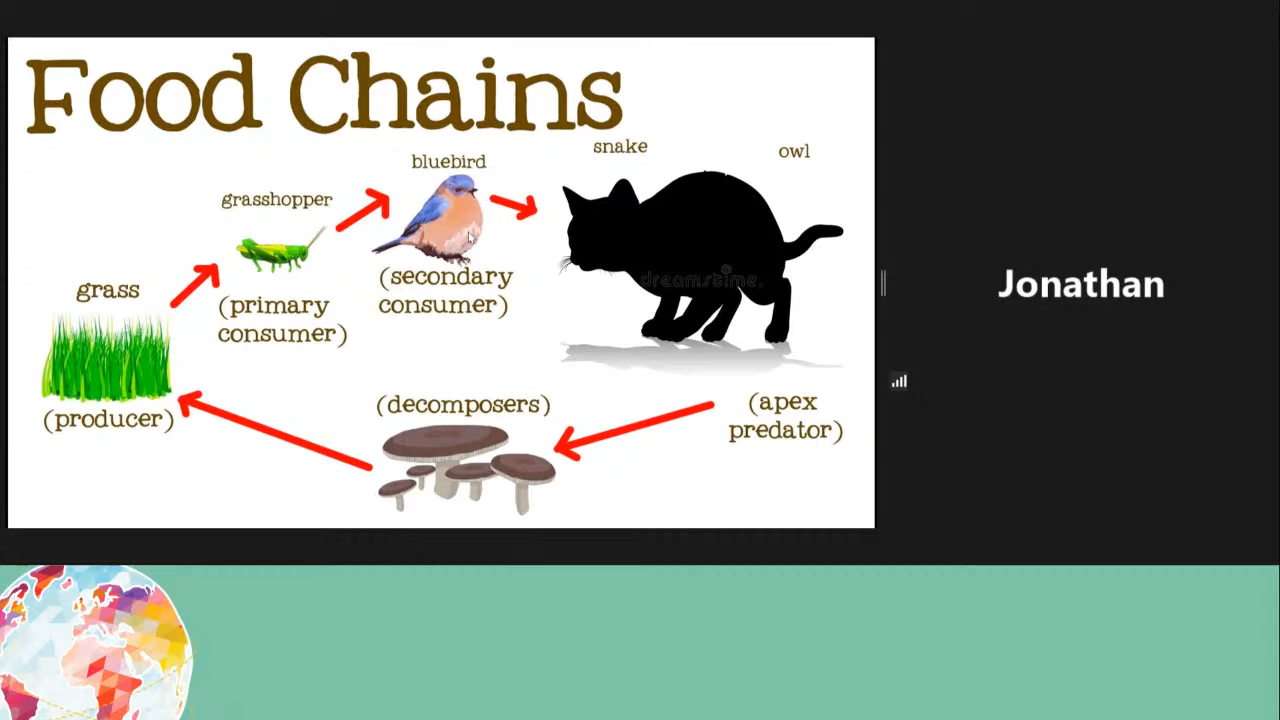 Food Chains
snake
owl
bluebird
grasshopper
(secondary
consumer)
grass
(primary
consumer)
dreamstime.
Jonathan
(producer)
(decomposers)
(apex
predator)